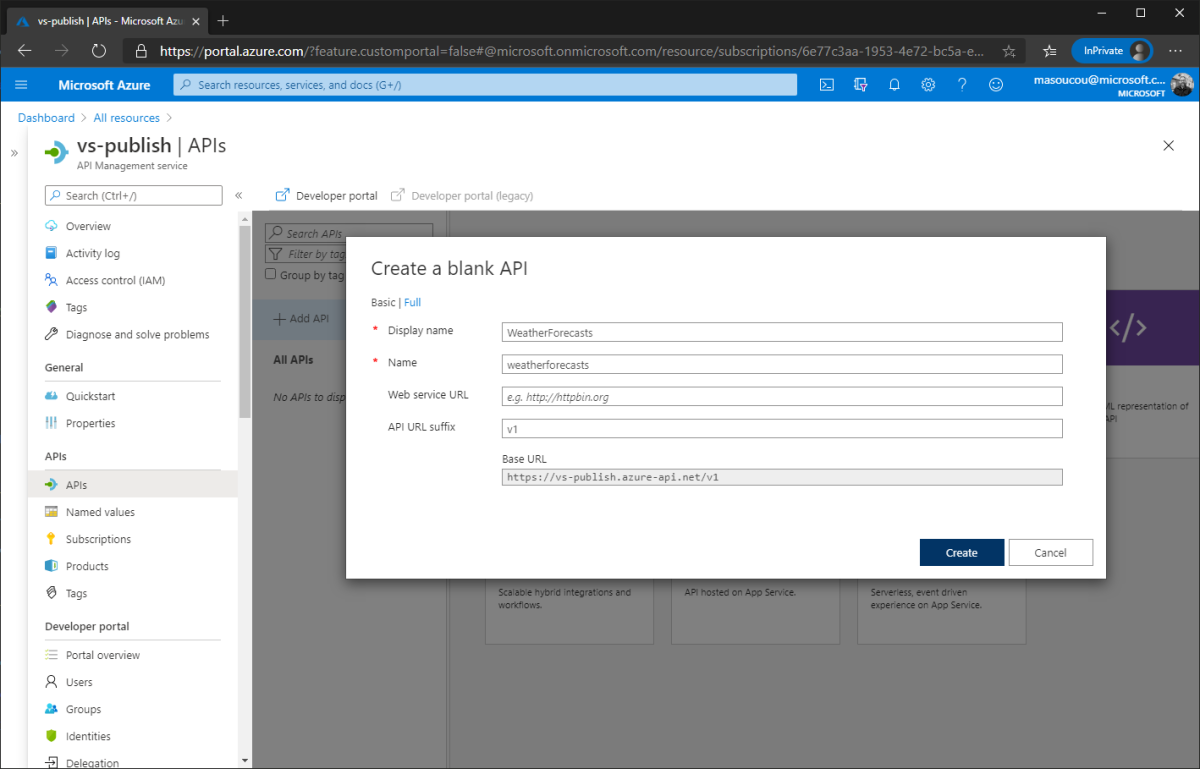 vs-publish | APIs - Microsoft Azu
https://portal.azure.com/?feature.customportal=false#@microsoft.onmicrosoft.com/resource/subscriptions/6e77c3aa-1953-4e72-bc5a-e...
InPrivate
Microsoft Azure
Search resources, services, and docs (G+/)
masoucou@microsoft.c...
MICROSOFT
Dashboard > All resources >
vs-publish | APIs
API Management service
Search (Ctrl+/)
Developer portal
Developer portal (legacy)
Overview
Activity log
Access control (IAM)
Tags
Diagnose and solve problems
General
Quickstart
Properties
APIs
APIs
Named values
Subscriptions
Products
Tags
Developer portal
Portal overview
Users
Groups
Identities
Delegation
Search APIs
Filter by tag
Group by tag
+ Add API
All APIs
No APIs to disp
Create a blank API
Basic | Full
* Display name
WeatherForecasts
* Name
weatherforecasts
Web service URL
e.g. http://httpbin.org
API URL suffix
v1
Base URL
https://vs-publish.azure-api.net/v1
Create
Cancel
</>
ML representation of
API
Scalable hybrid integrations and
workflows.
API hosted on App Service.
Serverless, event driven
experience on App Service.